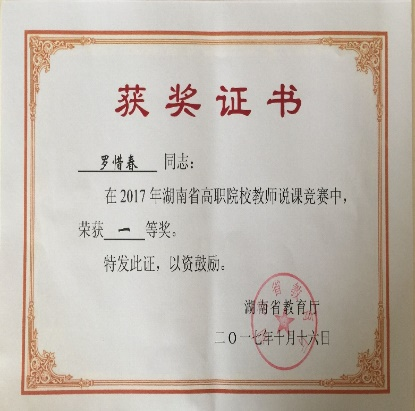 获奖证书
罗惜春 同志：
在2017年湖南省高职院校教师说课竞赛中，
荣获 一 等奖。
特发此证，以资鼓励。
湖南省教育厅
二〇一七年十月十六日